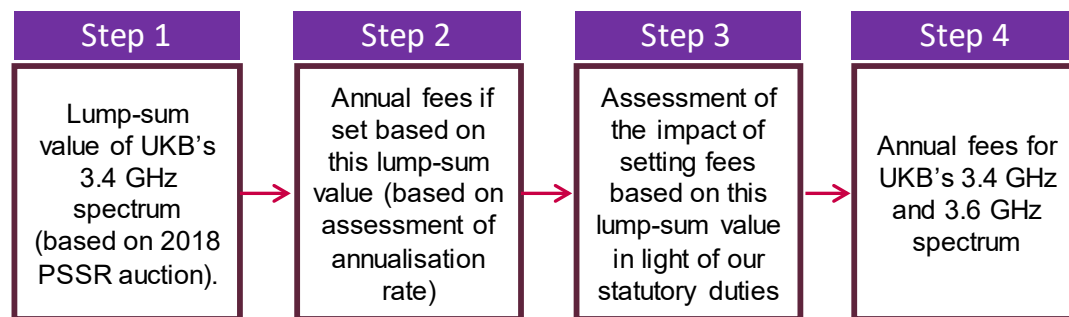 Step 1
Lump-sum
value of UKB's
3.4 GHz
spectrum
(based on 2018
PSSR auction).
Step 2
Annual fees if
set based on
this lump-sum
value (based on
assessment of
annualisation
rate)
Step 3
Assessment of
the impact of
setting fees
based on this
lump-sum value
in light of our
statutory duties
Step 4
Annual fees for
UKB's 3.4 GHz
and 3.6 GHz
spectrum